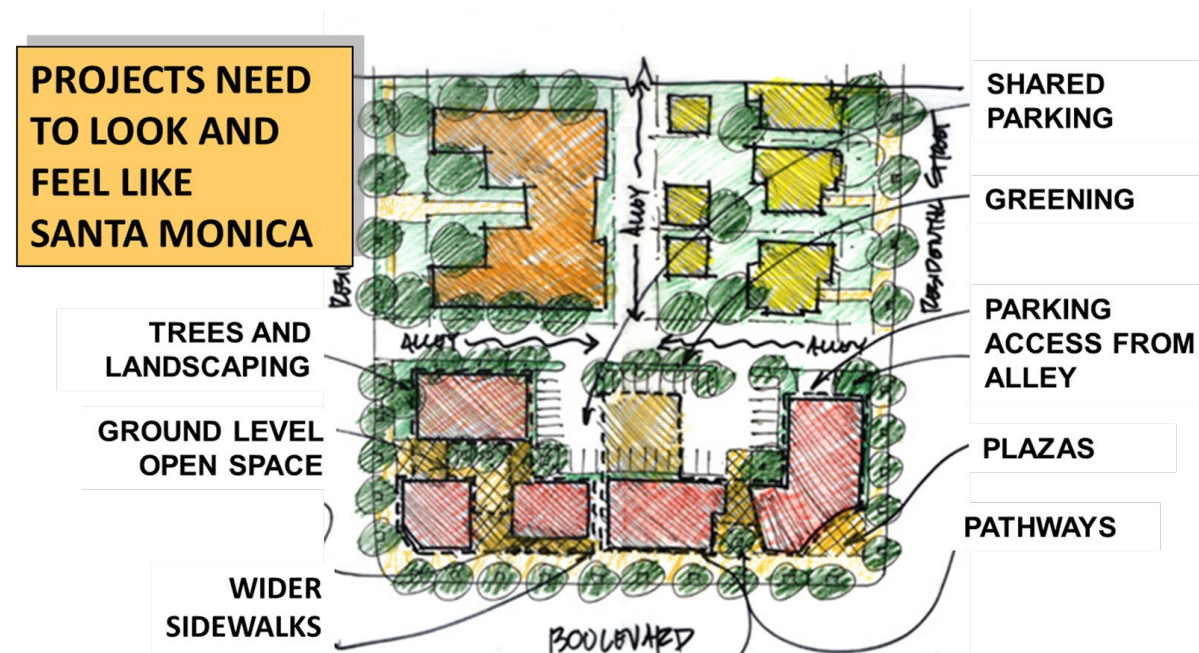 PROJECTS NEED
TO LOOK AND
FEEL LIKE
SANTA MONICA
TREES AND
LANDSCAPING
GROUND LEVEL
OPEN SPACE
WIDER
SIDEWALKS
ALLEY
ALLEY
ALLEY
RESIDENTIAL STREET
BOULEVARD
SHARED
PARKING
GREENING
PARKING
ACCESS FROM
ALLEY
PLAZAS
PATHWAYS